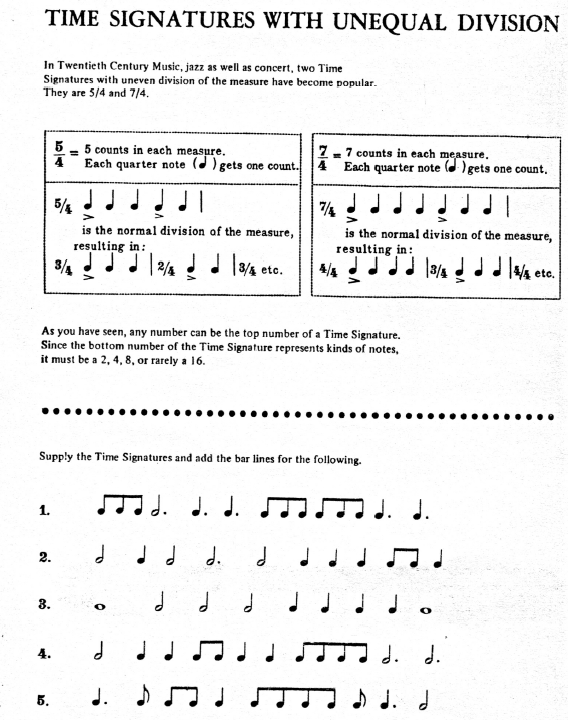 TIME SIGNATURES WITH UNEQUAL DIVISION
In Twentieth Century Music, jazz as well as concert, two Time
Signatures with uneven division of the measure have become popular.
They are 5/4 and 7/4.
5/4 = 5 counts in each measure.
Each quarter note (♩) gets one count.
5/4 ♩ ♩ ♩ ♩ ♩ |
> >
is the normal division of the measure,
resulting in:
3/4 ♩ ♩ ♩ | 2/4 ♩ ♩ | 3/4 etc.
> >
7/4 = 7 counts in each measure.
Each quarter note (♩) gets one count.
7/4 ♩ ♩ ♩ ♩ ♩ ♩ ♩ |
> >
is the normal division of the measure,
resulting in:
4/4 ♩ ♩ ♩ ♩ | 3/4 ♩ ♩ ♩ | 4/4 etc.
> >
As you have seen, any number can be the top number of a Time Signature.
Since the bottom number of the Time Signature represents kinds of notes,
it must be a 2, 4, 8, or rarely a 16.
Supply the Time Signatures and add the bar lines for the following.
1.
2.
3.
4.
5.